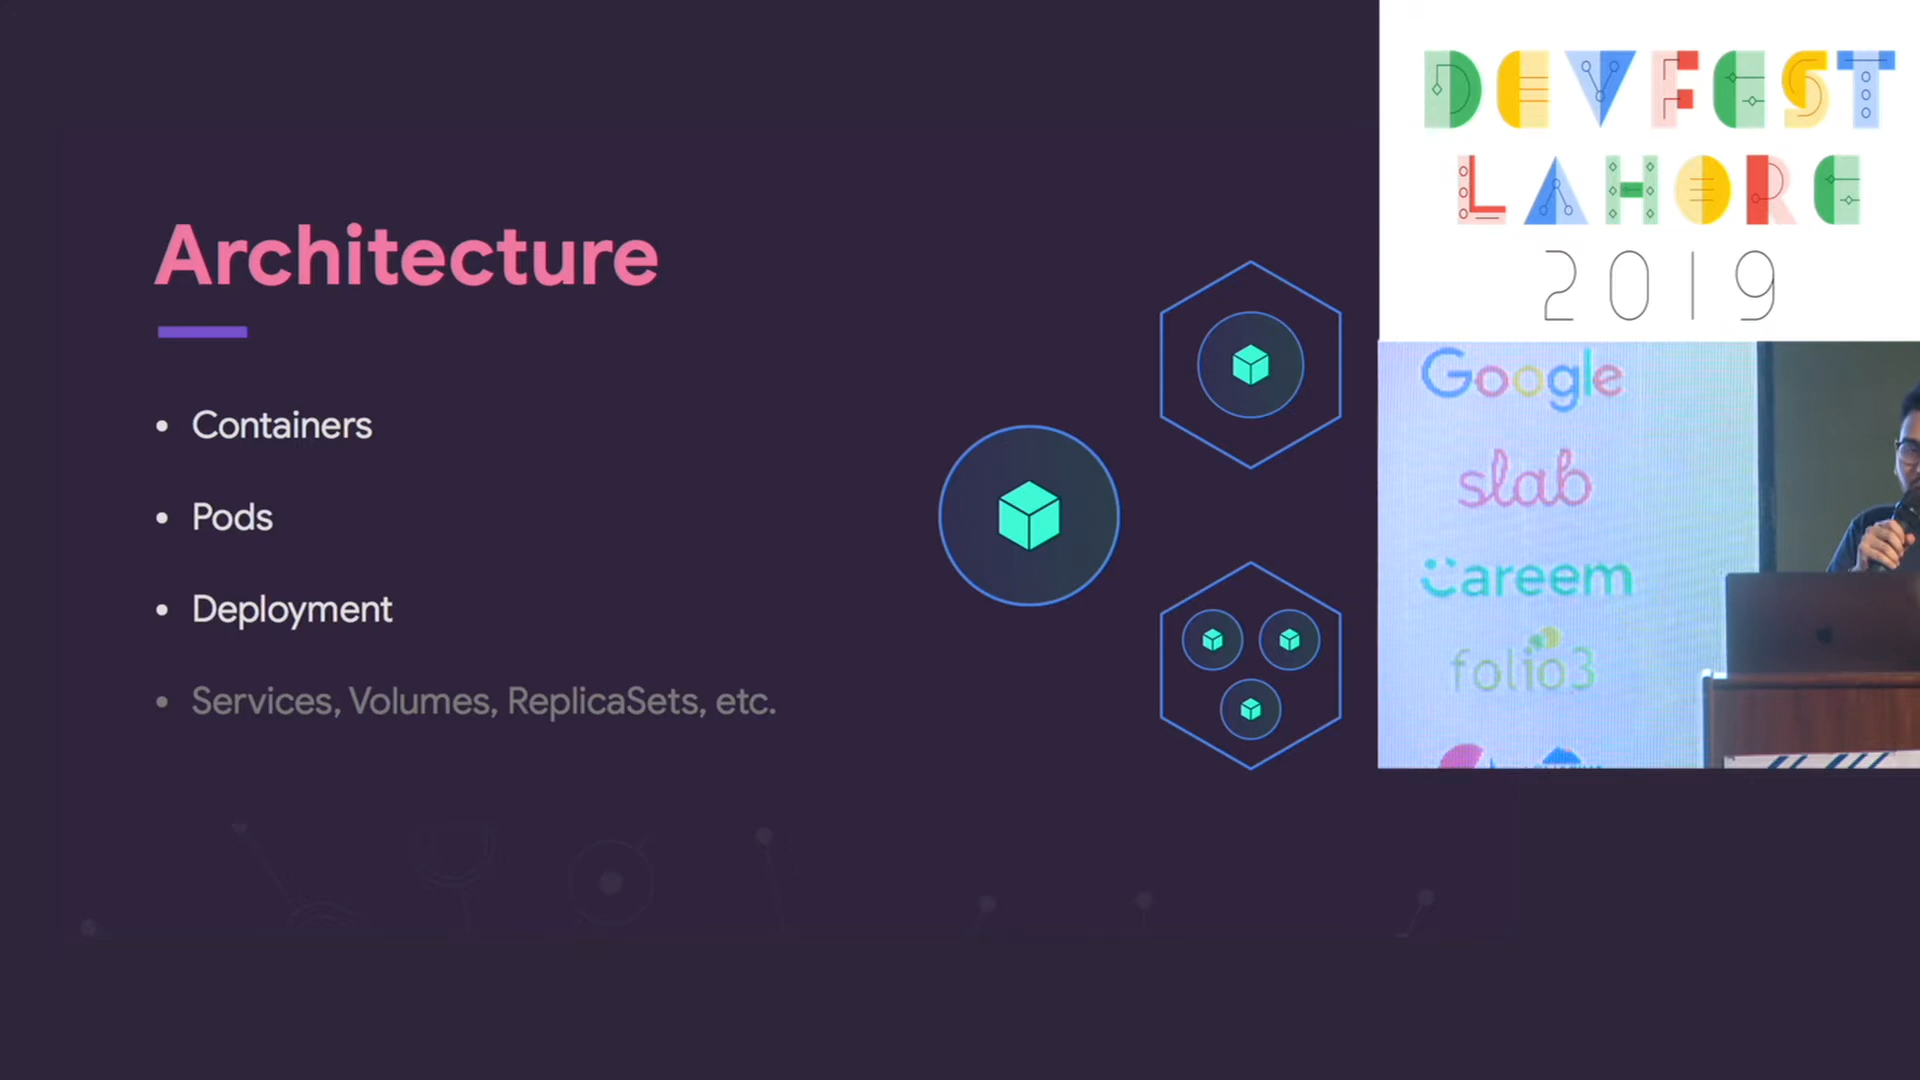 Architecture
• Containers
• Pods
• Deployment
• Services, Volumes, ReplicaSets, etc.
DEVFEST
LAHORE
2019
Google
slab
Careem
folio3